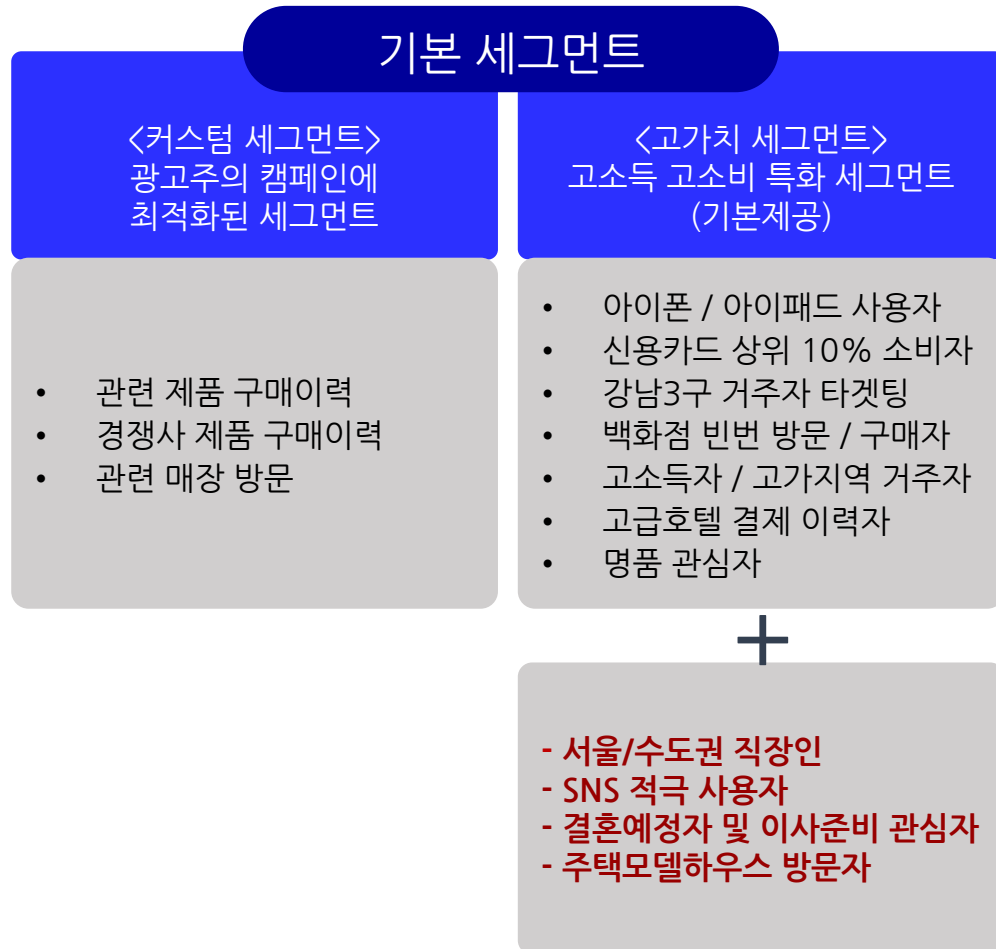 기본 세그먼트
<커스텀 세그먼트>
광고주의 캠페인에
최적화된 세그먼트
• 관련 제품 구매이력
• 경쟁사 제품 구매이력
• 관련 매장 방문
<고가치 세그먼트>
고소득 고소비 특화 세그먼트
(기본제공)
• 아이폰 / 아이패드 사용자
• 신용카드 상위 10% 소비자
• 강남3구 거주자 타겟팅
• 백화점 빈번 방문 / 구매자
• 고소득자 / 고가지역 거주자
• 고급호텔 결제 이력자
• 명품 관심자
+
- 서울/수도권 직장인
- SNS 적극 사용자
- 결혼예정자 및 이사준비 관심자
- 주택모델하우스 방문자